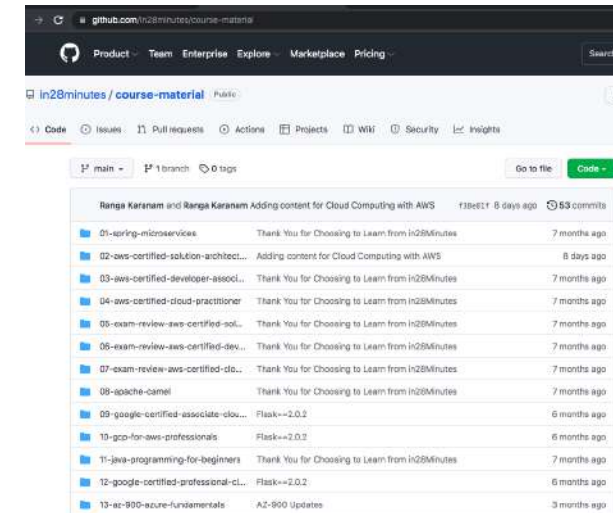 github.com/in28minutes/course-material
Product Team Enterprise Explore Marketplace Pricing Search
in28minutes / course-material Public
<> Code Issues Pull requests Actions Projects Wiki Security Insights
main 1 branch 0 tags Go to file Code
Ranga Karanam and Ranga Karanam Adding content for Cloud Computing with AWS 8 days ago 53 commits
01-spring-microservices Thank You for Choosing to Learn from in28Minutes 7 months ago
02-aws-certified-solution-architect... Adding content for Cloud Computing with AWS 8 days ago
03-aws-certified-developer-associ... Thank You for Choosing to Learn from in28Minutes 7 months ago
04-aws-certified-cloud-practitioner Thank You for Choosing to Learn from in28Minutes 7 months ago
05-exam-review-aws-certified-sol... Thank You for Choosing to Learn from in28Minutes 7 months ago
06-exam-review-aws-certified-dev... Thank You for Choosing to Learn from in28Minutes 7 months ago
07-exam-review-aws-certified-clo... Thank You for Choosing to Learn from in28Minutes 7 months ago
08-apache-camel Thank You for Choosing to Learn from in28Minutes 7 months ago
09-google-certified-associate-clou... Flask==2.0.2 6 months ago
10-gcp-for-aws-professionals Flask==2.0.2 6 months ago
11-java-programming-for-beginners Thank You for Choosing to Learn from in28Minutes 7 months ago
12-google-certified-professional-cl... Flask==2.0.2 6 months ago
13-az-900-azure-fundamentals AZ-900 Updates 3 months ago